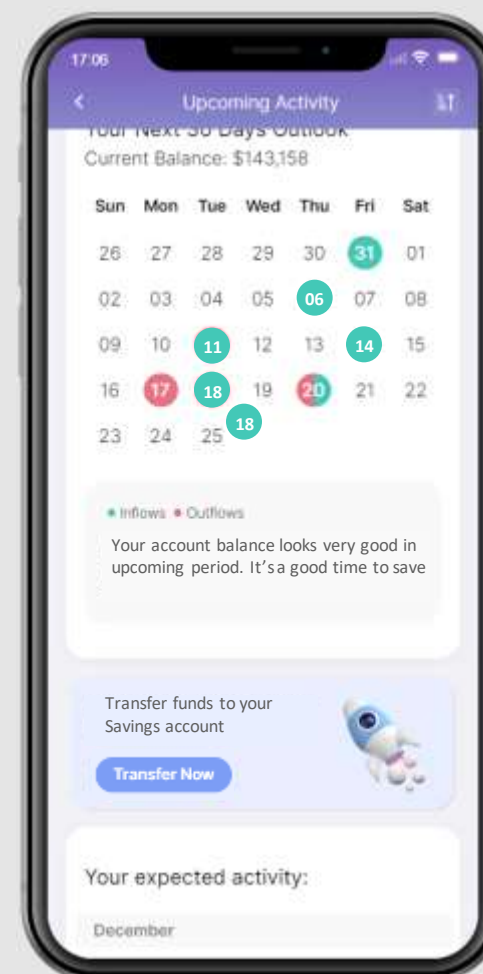 17:06
Upcoming Activity
Your Next 30 Days Outlook
Current Balance: $143,158
Sun Mon Tue Wed Thu Fri Sat
26 27 28 29 30 31 01
02 03 04 05 06 07 08
09 10 11 12 13 14 15
16 17 18 19 20 21 22
23 24 25 18
Inflows Outflows
Your account balance looks very good in
upcoming period. It's a good time to save
Transfer funds to your
Savings account
Transfer Now
Your expected activity:
December